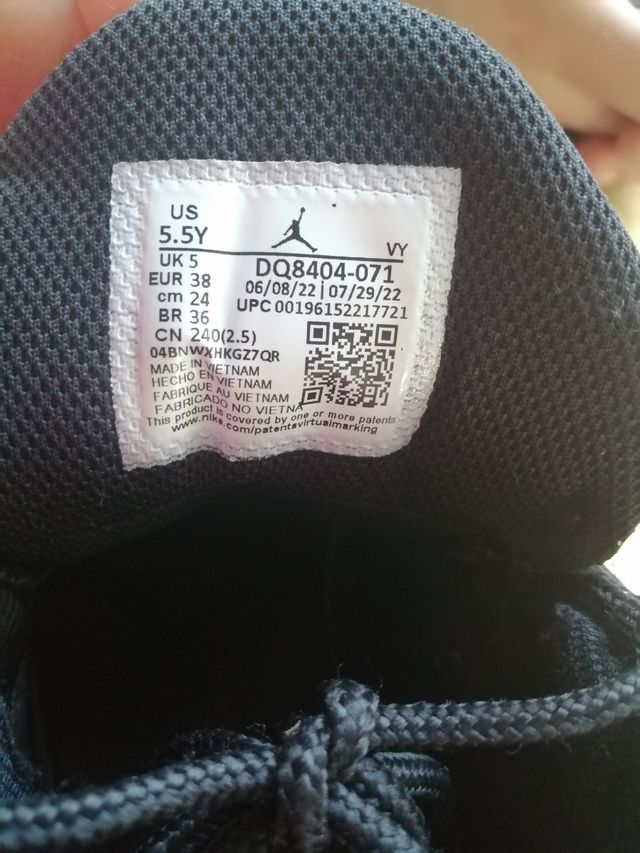 US
5.5Y
VY
UK 5
EUR 38
cm 24
BR 36
CN 240(2.5)
DQ8404-071
06/08/22 | 07/29/22
UPC 00196152217721
04BNWXHKGZ7QR
MADE IN VIETNAM
HECHO EN VIETNAM
FABRIQUE AU VIETNAM
FABRICADO NO VIETNA
This product is covered by one or more patents
www.nike.com/patentsvirtualmarking